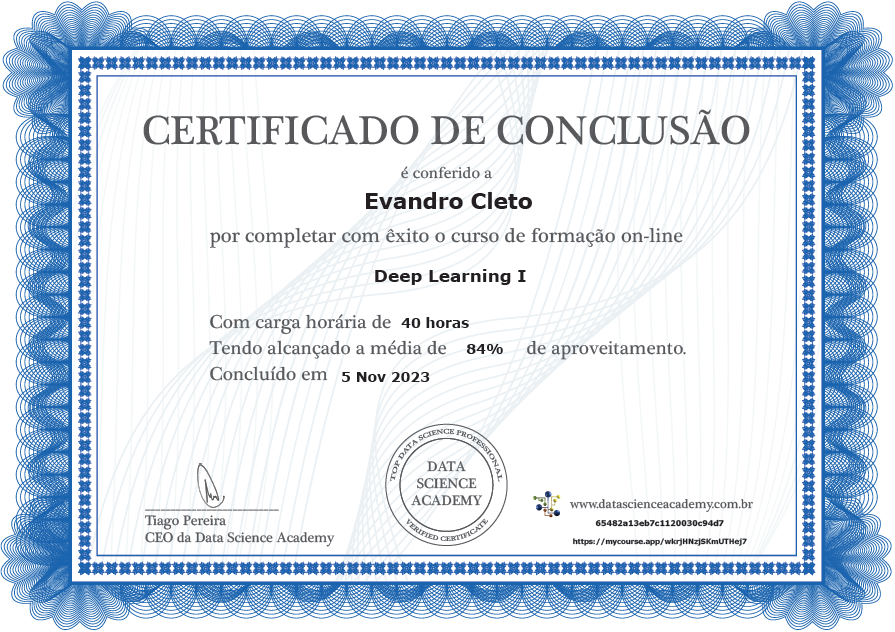 CERTIFICADO DE CONCLUSÃO
é conferido a
Evandro Cleto
por completar com êxito o curso de formação on-line
Deep Learning I
Com carga horária de 40 horas
Tendo alcançado a média de 84% de aproveitamento.
Concluído em 5 Nov 2023
TOP DATA SCIENCE PROFESSIONAL
DATA
SCIENCE
ACADEMY
VERIFIED CERTIFICATE
Tiago Pereira
CEO da Data Science Academy
www.datascienceacademy.com.br
65482a13eb7c1120030c94d7
https://mycourse.app/wkrjHNzjSKmUTHej7